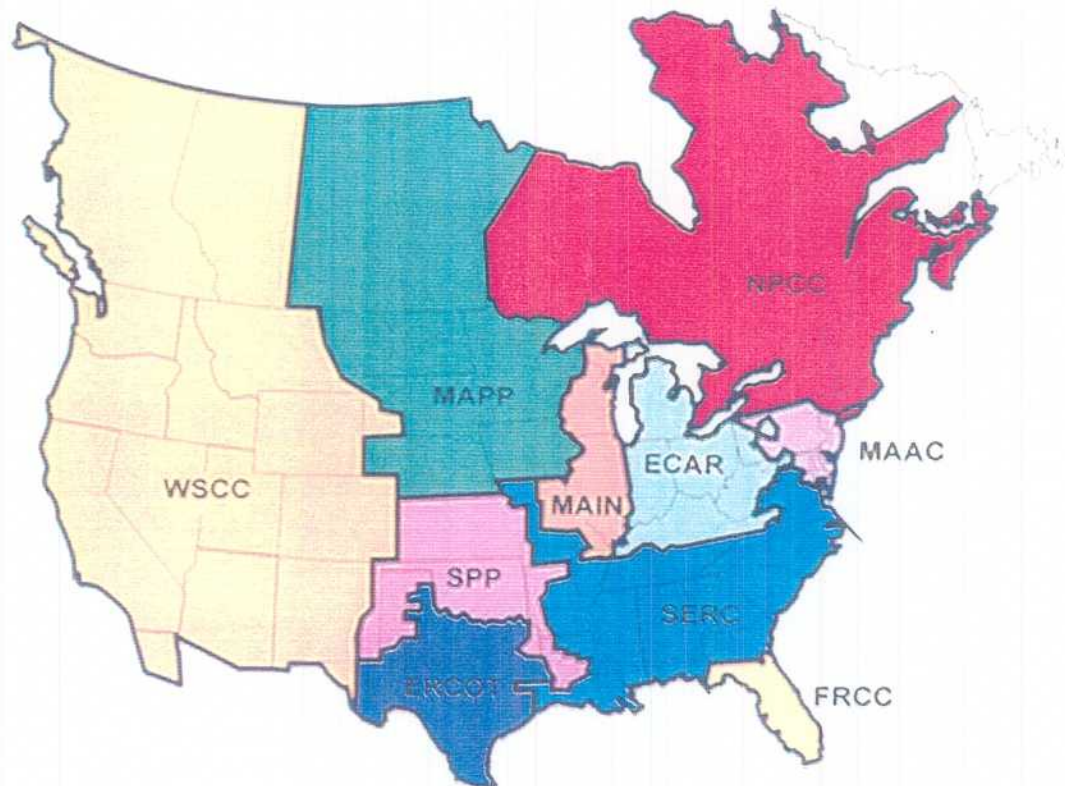 NPCC
MAPP
MAAC
ECAR
WSCC
MAIN
SPP
SERC
ERCOT
FRCC